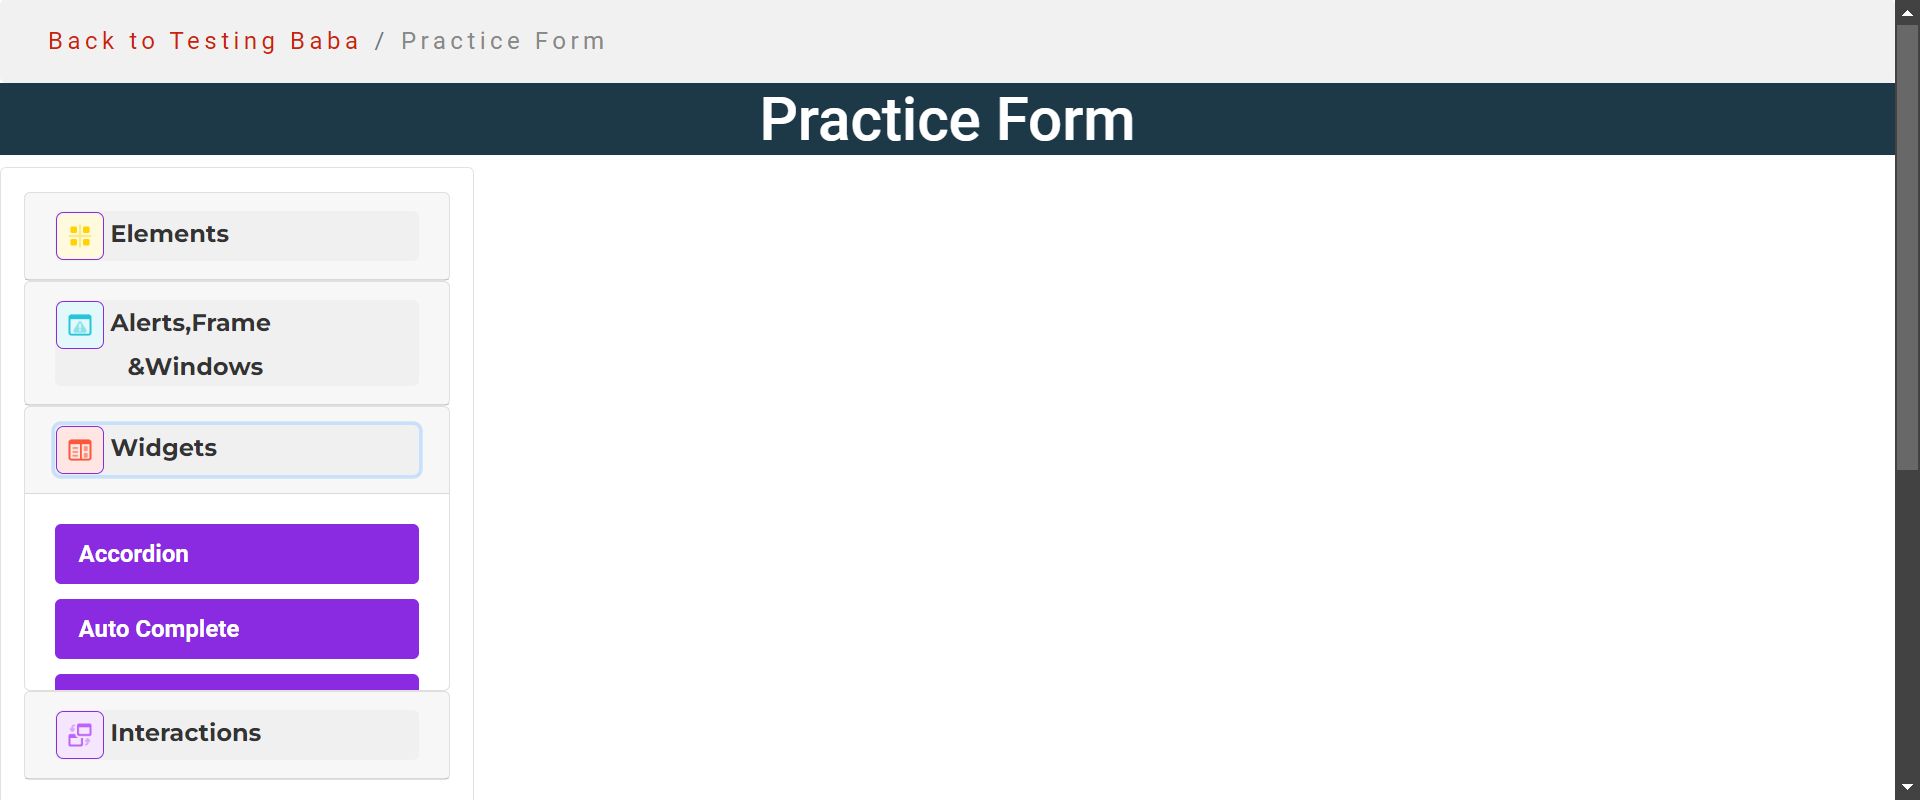 Back to Testing Baba / Practice Form
Practice Form
Elements
Alerts,Frame
&Windows
Widgets
Accordion
Auto Complete
Interactions